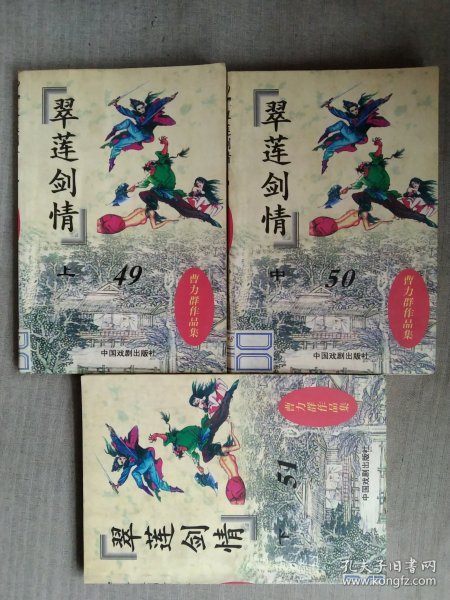 翠莲剑情
上
49
曹力群作品集
中国戏剧出版社
翠莲剑情
中
50
曹力群作品集
中国戏剧出版社
翠莲剑情
下
51
曹力群作品集
中国戏剧出版社
孔夫子旧书网
www.kongfz.com